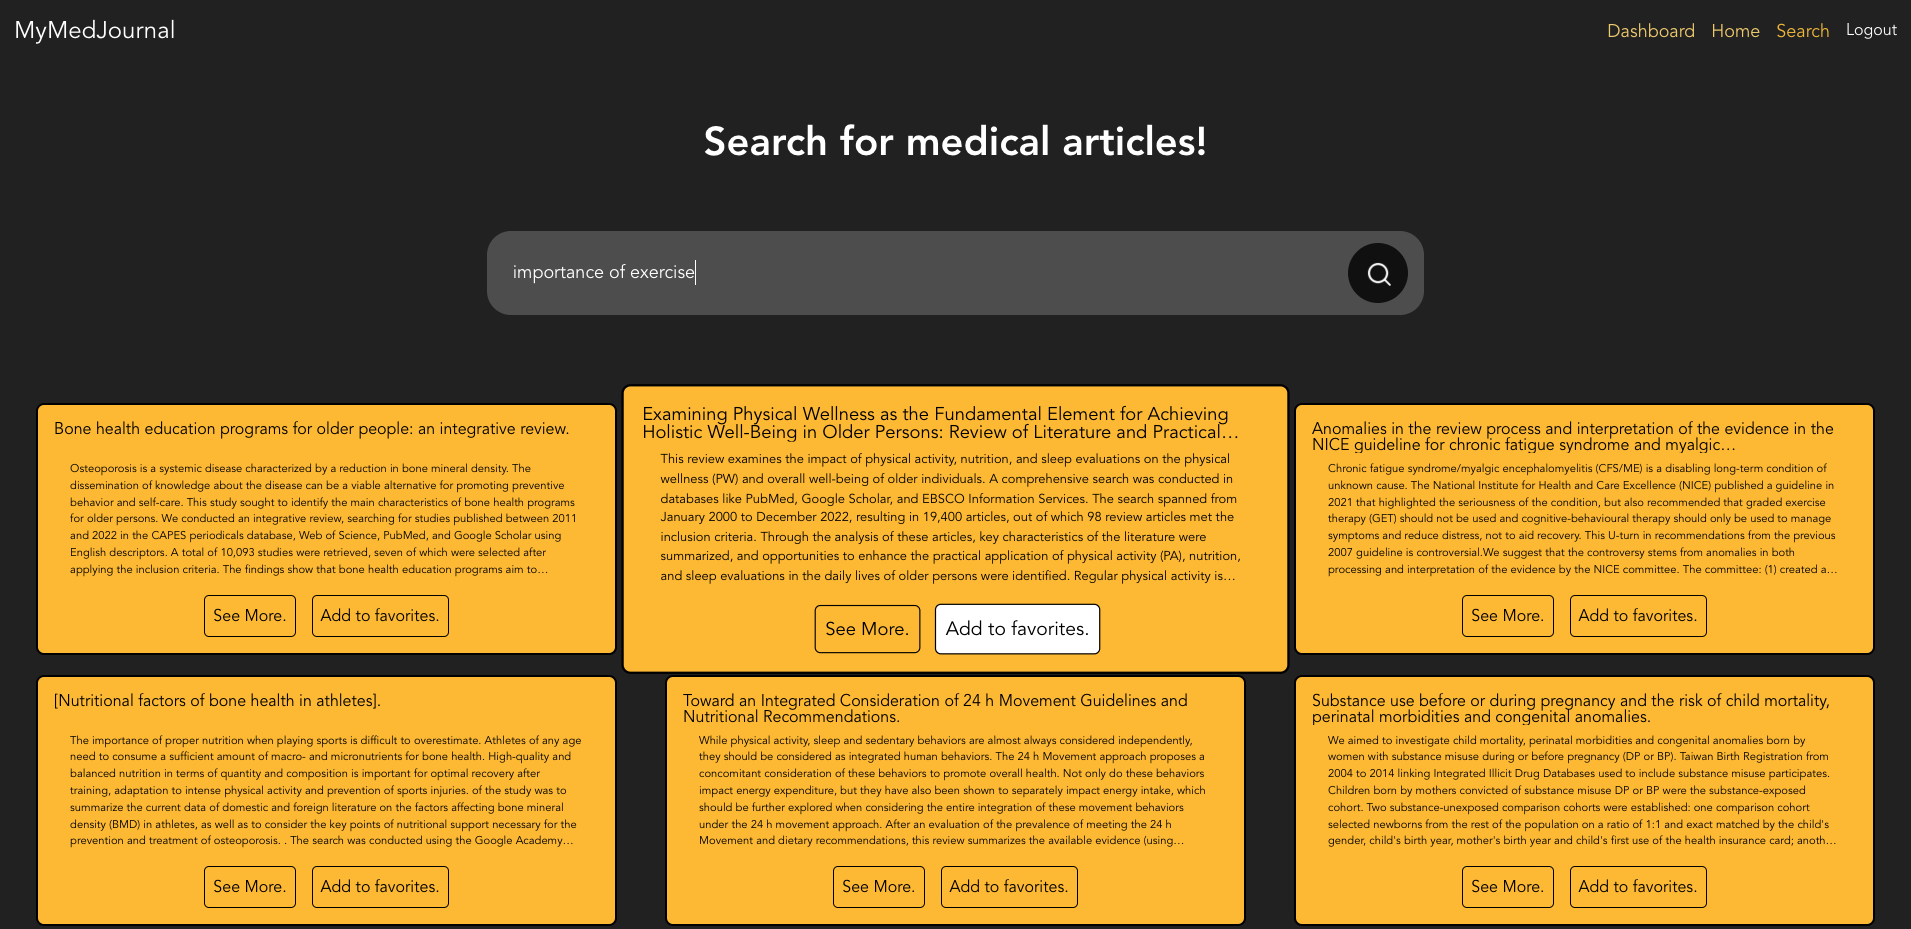 MyMedJournal
Dashboard Home Search Logout
Search for medical articles!
importance of exercise
Bone health education programs for older people: an integrative review.
Osteoporosis is a systemic disease characterized by a reduction in bone mineral density. The
dissemination of knowledge about the disease can be a viable alternative for promoting preventive
behavior and self-care. This study sought to identify the main characteristics of bone health programs
for older persons. We conducted an integrative review, searching for studies published between 2011
and 2022 in the CAPES periodicals database, Web of Science, PubMed, and Google Scholar using
English descriptors. A total of 10,093 studies were retrieved, seven of which were selected after
applying the inclusion criteria. The findings show that bone health education programs aim to…
See More. Add to favorites.
Examining Physical Wellness as the Fundamental Element for Achieving
Holistic Well-Being in Older Persons: Review of Literature and Practical…
This review examines the impact of physical activity, nutrition, and sleep evaluations on the physical
wellness (PW) and overall well-being of older individuals. A comprehensive search was conducted in
databases like PubMed, Google Scholar, and EBSCO Information Services. The search spanned from
January 2000 to December 2022, resulting in 19,400 articles, out of which 98 review articles met the
inclusion criteria. Through the analysis of these articles, key characteristics of the literature were
summarized, and opportunities to enhance the practical application of physical activity (PA), nutrition,
and sleep evaluations in the daily lives of older persons were identified. Regular physical activity is…
See More. Add to favorites.
Anomalies in the review process and interpretation of the evidence in the
NICE guideline for chronic fatigue syndrome and myalgic…
Chronic fatigue syndrome/myalgic encephalomyelitis (CFS/ME) is a disabling long-term condition of
unknown cause. The National Institute for Health and Care Excellence (NICE) published a guideline in
2021 that highlighted the seriousness of the condition, but also recommended that graded exercise
therapy (GET) should not be used and cognitive-behavioural therapy should only be used to manage
symptoms and reduce distress, not to aid recovery. This U-turn in recommendations from the previous
2007 guideline is controversial.We suggest that the controversy stems from anomalies in both
processing and interpretation of the evidence by the NICE committee. The committee: (1) created a…
See More. Add to favorites.
[Nutritional factors of bone health in athletes].
The importance of proper nutrition when playing sports is difficult to overestimate. Athletes of any age
need to consume a sufficient amount of macro- and micronutrients for bone health. High-quality and
balanced nutrition in terms of quantity and composition is important for optimal recovery after
training, adaptation to intense physical activity and prevention of sports injuries. of the study was to
summarize the current data of domestic and foreign literature on the factors affecting bone mineral
density (BMD) in athletes, as well as to consider the key points of nutritional support necessary for the
prevention and treatment of osteoporosis. . The search was conducted using the Google Academy…
See More. Add to favorites.
Toward an Integrated Consideration of 24 h Movement Guidelines and
Nutritional Recommendations.
While physical activity, sleep and sedentary behaviors are almost always considered independently,
they should be considered as integrated human behaviors. The 24 h Movement approach proposes a
concomitant consideration of these behaviors to promote overall health. Not only do these behaviors
impact energy expenditure, but they have also been shown to separately impact energy intake, which
should be further explored when considering the entire integration of these movement behaviors
under the 24 h movement approach. After an evaluation of the prevalence of meeting the 24 h
Movement and dietary recommendations, this review summarizes the available evidence (using…
See More. Add to favorites.
Substance use before or during pregnancy and the risk of child mortality,
perinatal morbidities and congenital anomalies.
We aimed to investigate child mortality, perinatal morbidities and congenital anomalies born by
women with substance misuse during or before pregnancy (DP or BP). Taiwan Birth Registration from
2004 to 2014 linking Integrated Illicit Drug Databases used to include substance misuse participates.
Children born by mothers convicted of substance misuse DP or BP were the substance-exposed
cohort. Two substance-unexposed comparison cohorts were established: one comparison cohort
selected newborns from the rest of the population on a ratio of 1:1 and exact matched by the child's
gender, child's birth year, mother's birth year and child's first use of the health insurance card; anoth…
See More. Add to favorites.